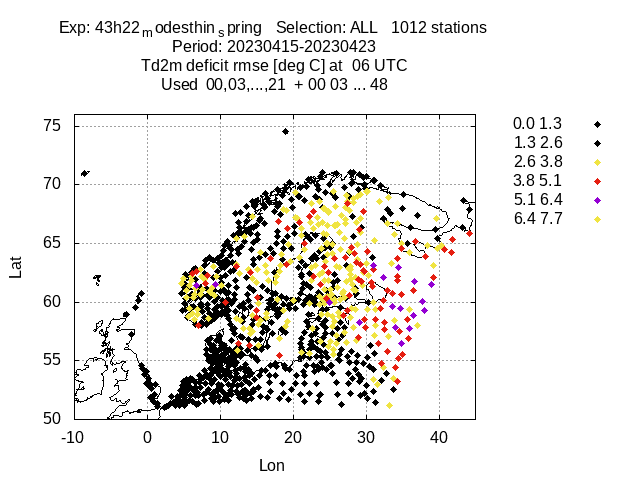 Exp: 43h22modesthinspring   Selection: ALL   1012 stations
Period: 20230415-20230423
Td2m deficit rmse [deg C] at  06 UTC
Used  00,03,...,21  + 00 03 ... 48
0.0 1.3
1.3 2.6
2.6 3.8
3.8 5.1
5.1 6.4
6.4 7.7
75
70
65
60
55
50
Lat
-10 0 10 20 30 40
Lon